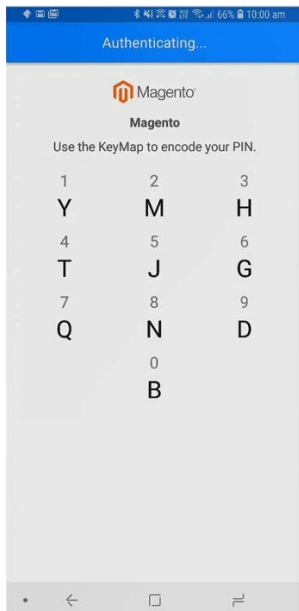 66% 10:00 am
Authenticating...
Magento
Magento
Use the KeyMap to encode your PIN.
1 2 3
Y M H
4 5 6
T J G
7 8 9
Q N D
0
B